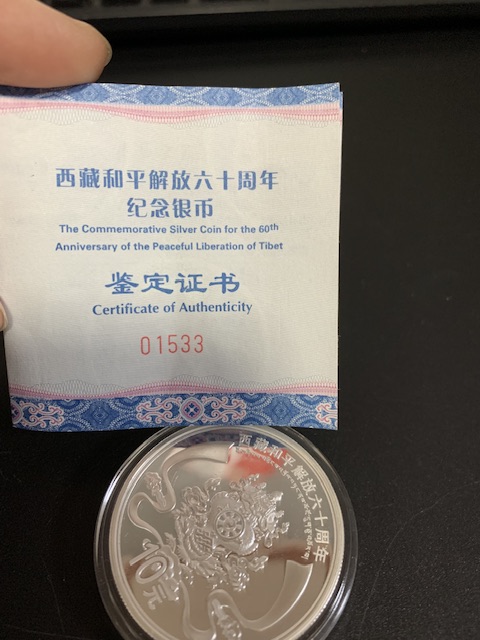 西藏和平解放六十周年
纪念银币
The Commemorative Silver Coin for the 60th
Anniversary of the Peaceful Liberation of Tibet
鉴定证书
Certificate of Authenticity
01533
西藏和平解放六十周年
10元